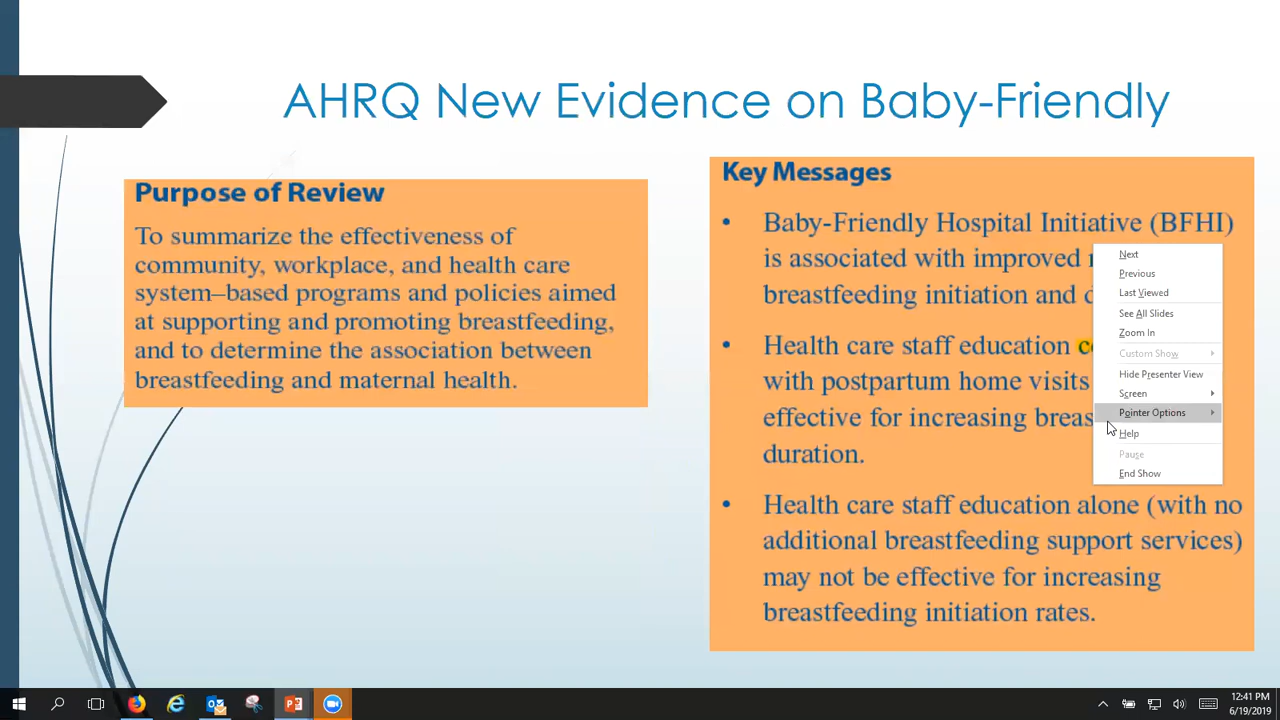 AHRQ New Evidence on Baby-Friendly
Purpose of Review
To summarize the effectiveness of
community, workplace, and health care
system–based programs and policies aimed
at supporting and promoting breastfeeding,
and to determine the association between
breastfeeding and maternal health.
Key Messages
• Baby-Friendly Hospital Initiative (BFHI)
is associated with improved
breastfeeding initiation and
• Health care staff education
with postpartum home visits
effective for increasing
duration.
• Health care staff education alone (with no
additional breastfeeding support services)
may not be effective for increasing
breastfeeding initiation rates.
Next
Previous
Last Viewed
See All Slides
Zoom In
Custom Show
Hide Presenter View
Screen
Pointer Options
Help
Pause
End Show
12:41 PM
6/19/2019